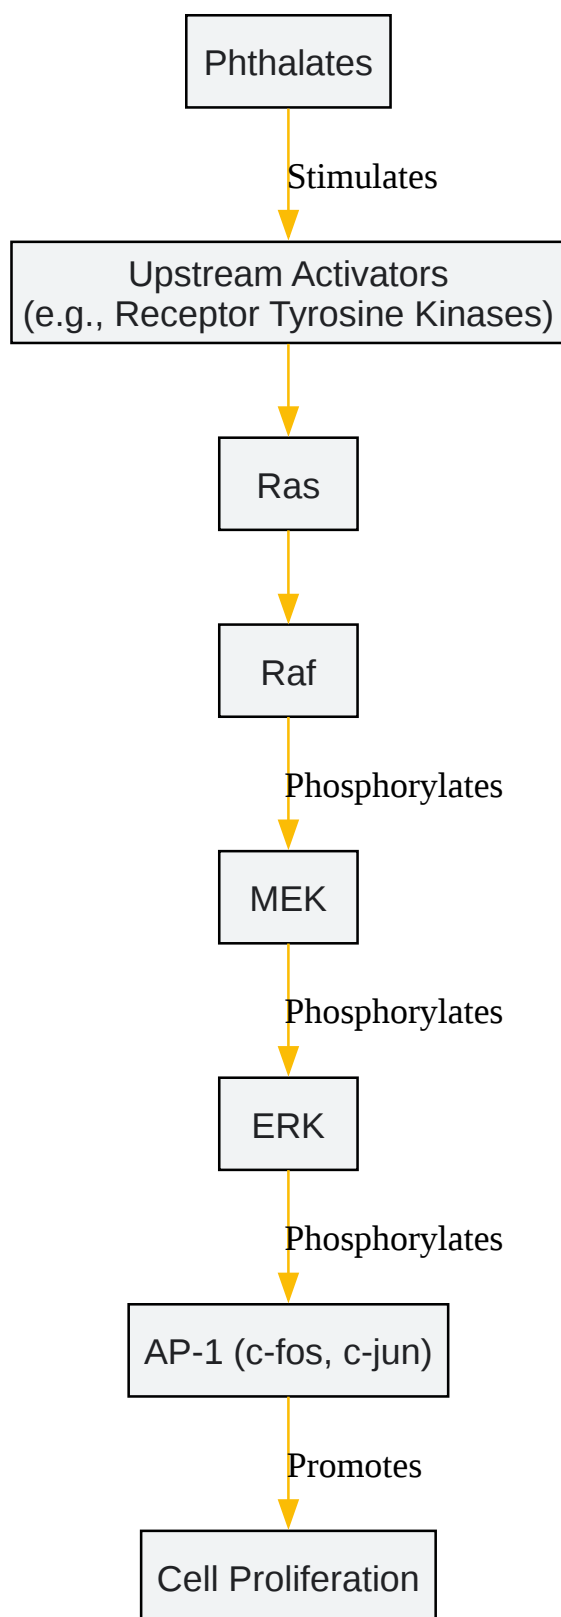 Phthalates
Stimulates
Upstream Activators
(e.g., Receptor Tyrosine Kinases)
Ras
Raf
Phosphorylates
MEK
Phosphorylates
ERK
Phosphorylates
AP-1 (c-fos, c-jun)
Promotes
Cell Proliferation